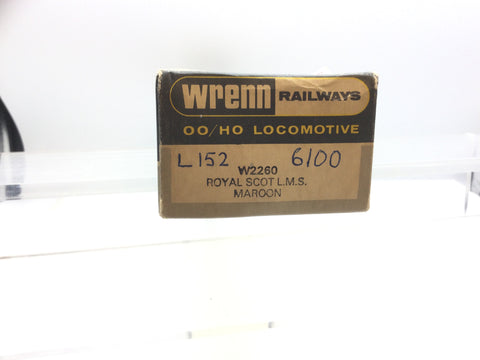 wrenn RAILWAYS
OO/HO LOCOMOTIVE
L152 6100
W2260
ROYAL SCOT L.M.S.
MAROON